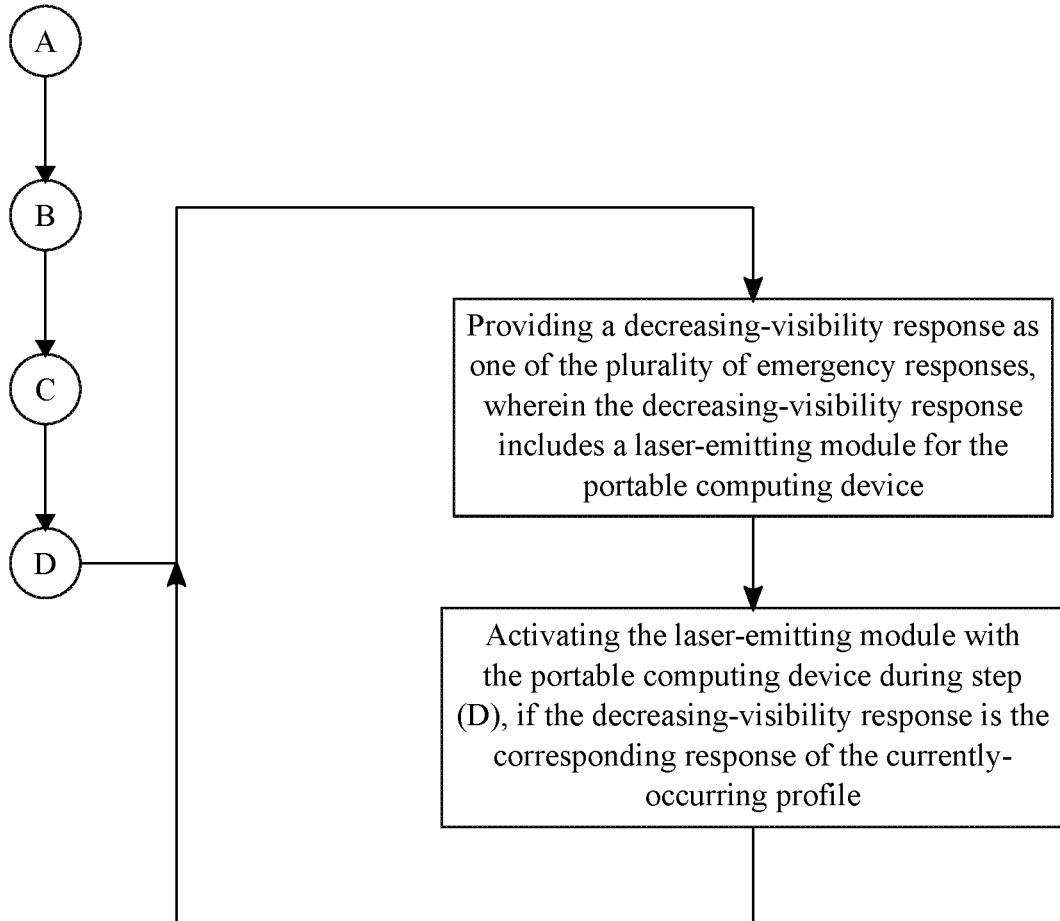 A
B
C
D
Providing a decreasing-visibility response as
one of the plurality of emergency responses,
wherein the decreasing-visibility response
includes a laser-emitting module for the
portable computing device
Activating the laser-emitting module with
the portable computing device during step
(D), if the decreasing-visibility response is the
corresponding response of the currently-
occurring profile